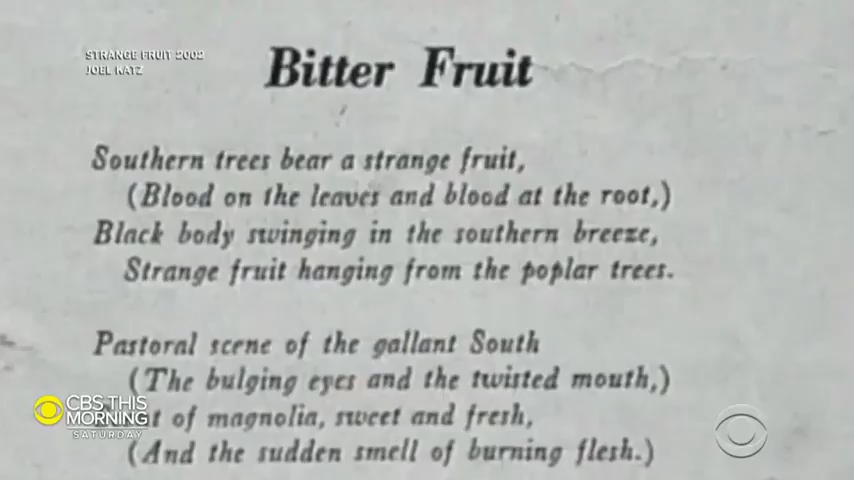 STRANGE FRUIT 2002
JOEL KATZ
Bitter Fruit
Southern trees bear a strange fruit,
(Blood on the leaves and blood at the root,)
Black body swinging in the southern breeze,
Strange fruit hanging from the poplar trees.
Pastoral scene of the gallant South
(The bulging eyes and the twisted mouth,)
of magnolia, sweet and fresh,
(And the sudden smell of burning flesh.)
CBS THIS
MORNING
SATURDAY